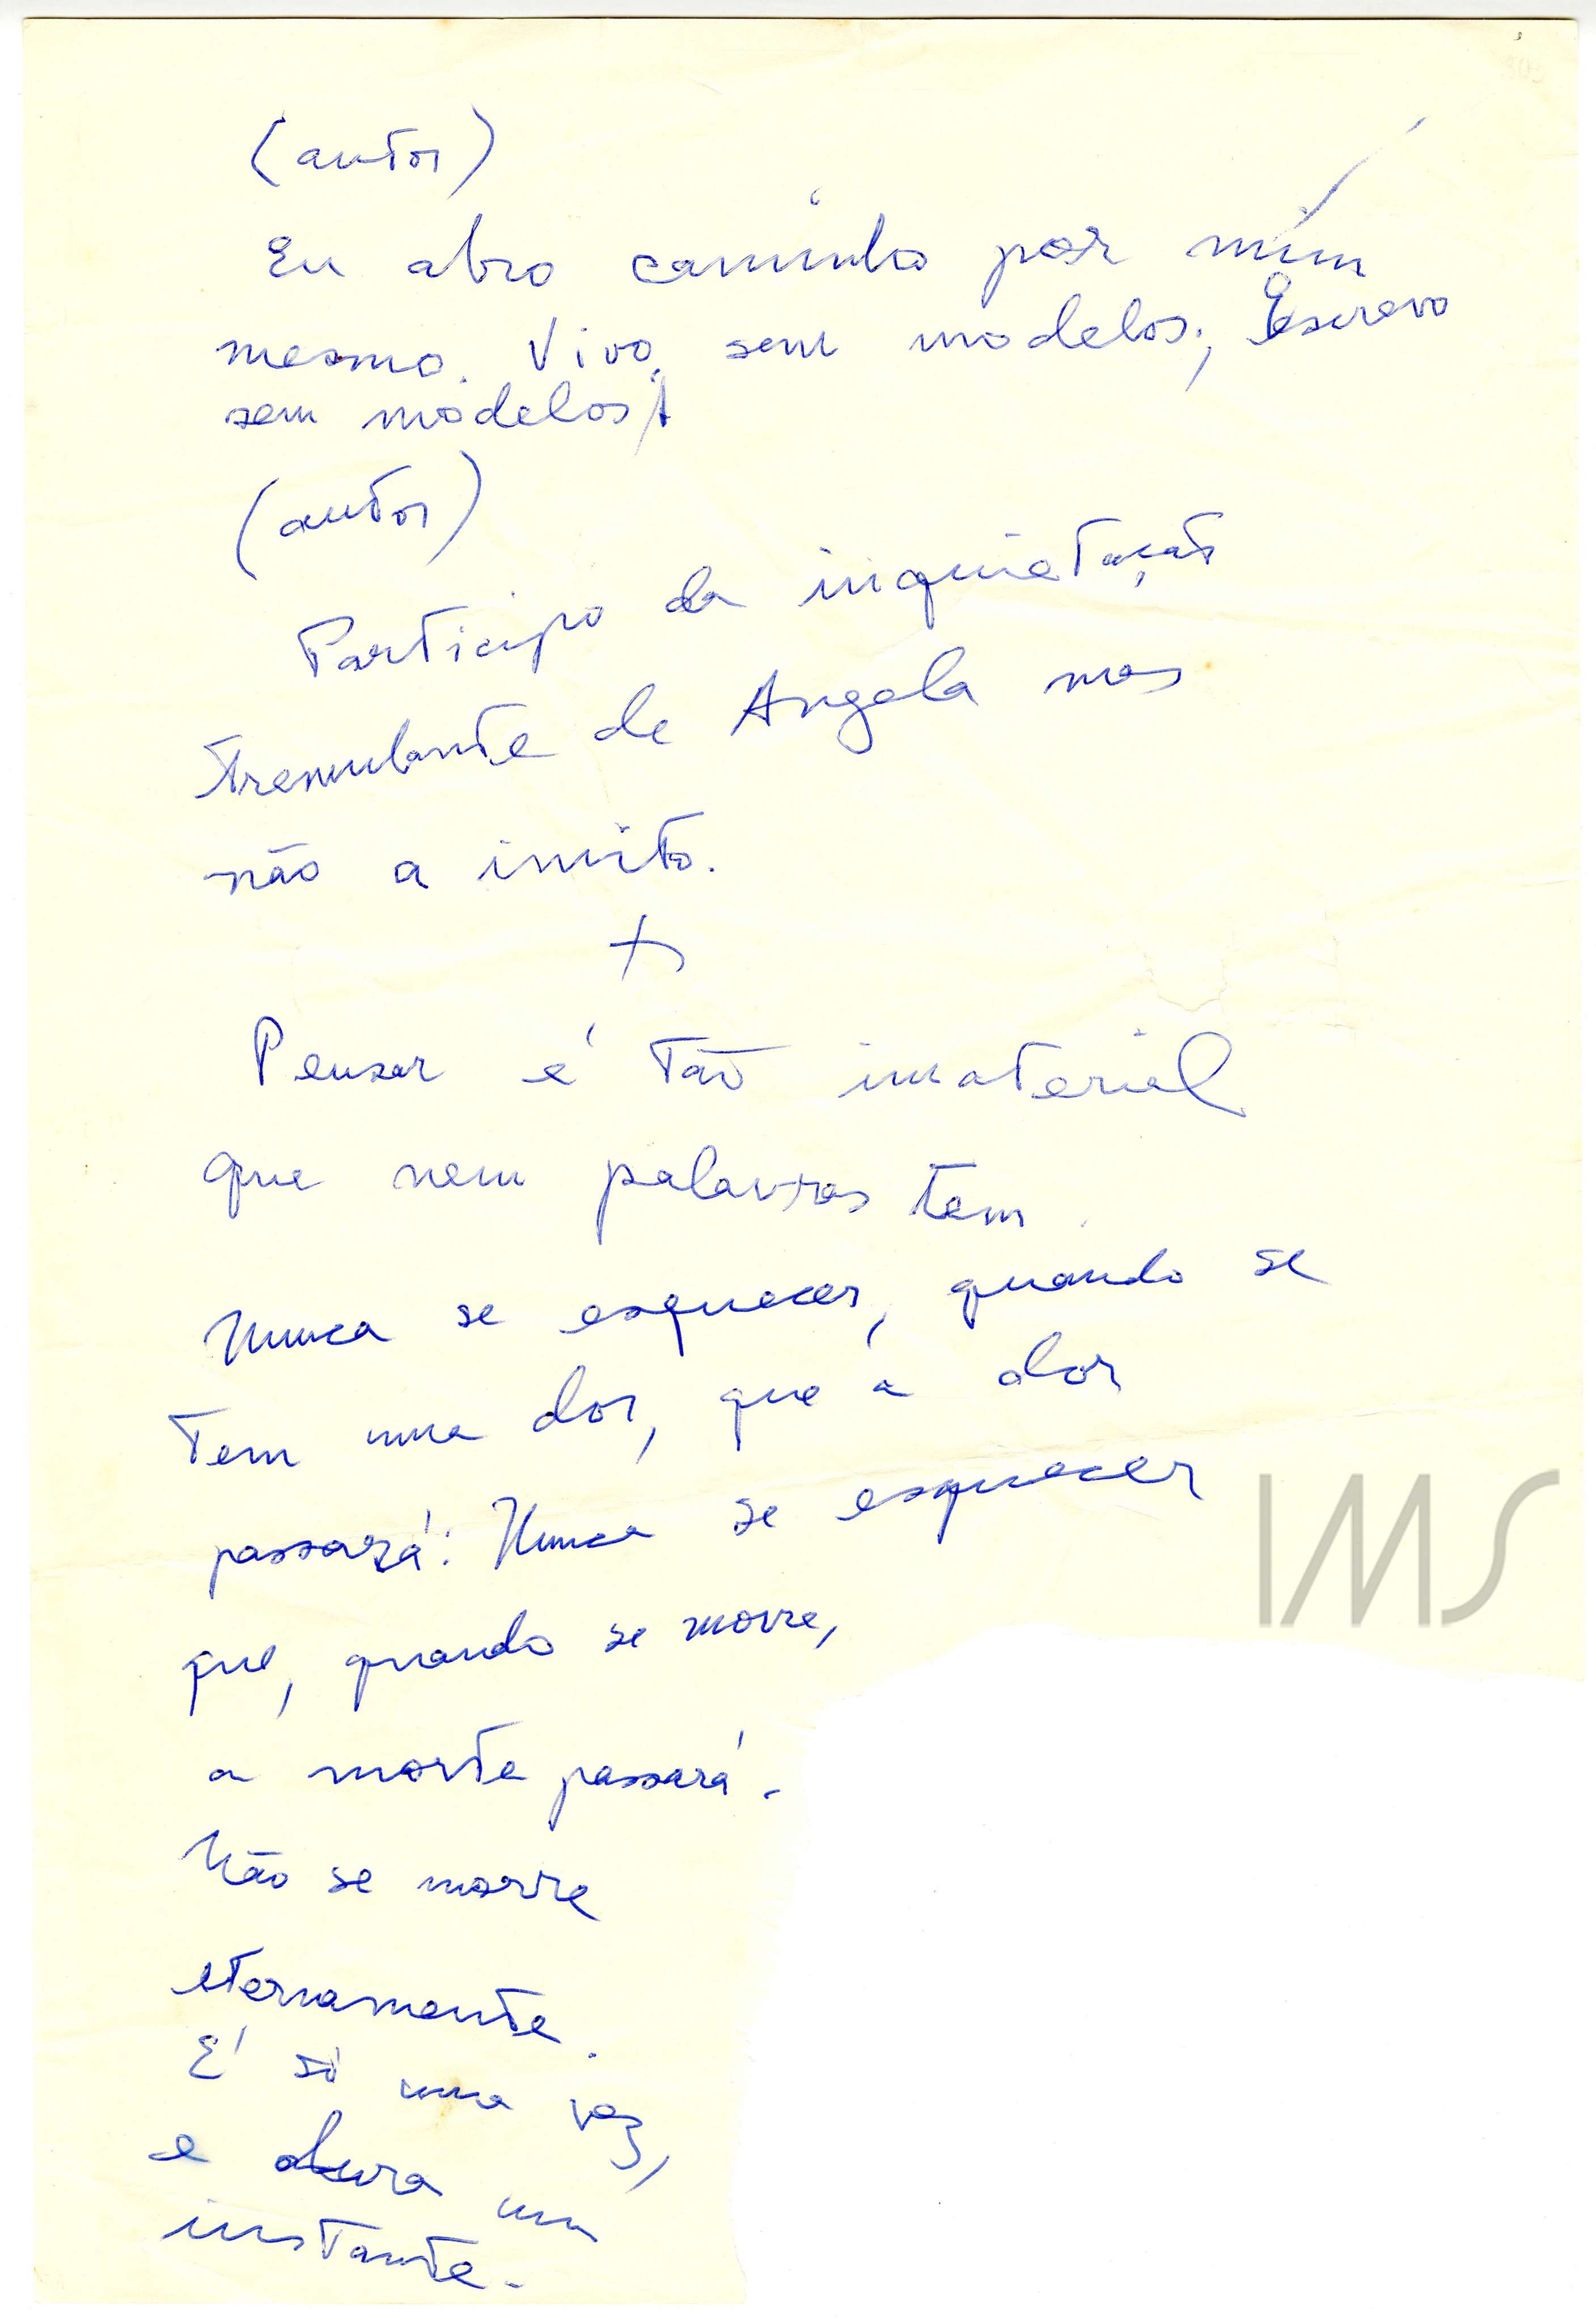 (autor)
Eu abro caminho por mim
mesmo. Vivo sem modelos; Escrevo
sem modelos
(autor)
Participo da inquietação
tremulante de Angela mas
não a imito.
Pensar é tão imaterial
que nem palavras tem.
Nunca se esquecer, quando se
tem uma dor, que a dor
passará: Nunca se esquecer
que, quando se morre,
a morte passará.
Não se morre
eternamente.
É só uma vez,
e dura um
instante.
IMS